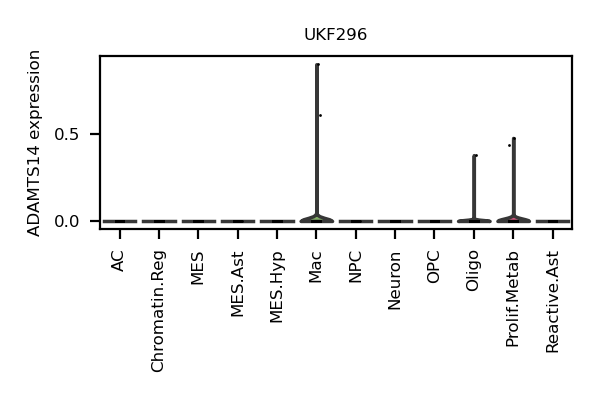 UKF296
ADAMTS14 expression
0.5
0.0
AC
Chromatin.Reg
MES
MES.Ast
MES.Hyp
Mac
NPC
Neuron
OPC
Oligo
Prolif.Metab
Reactive.Ast